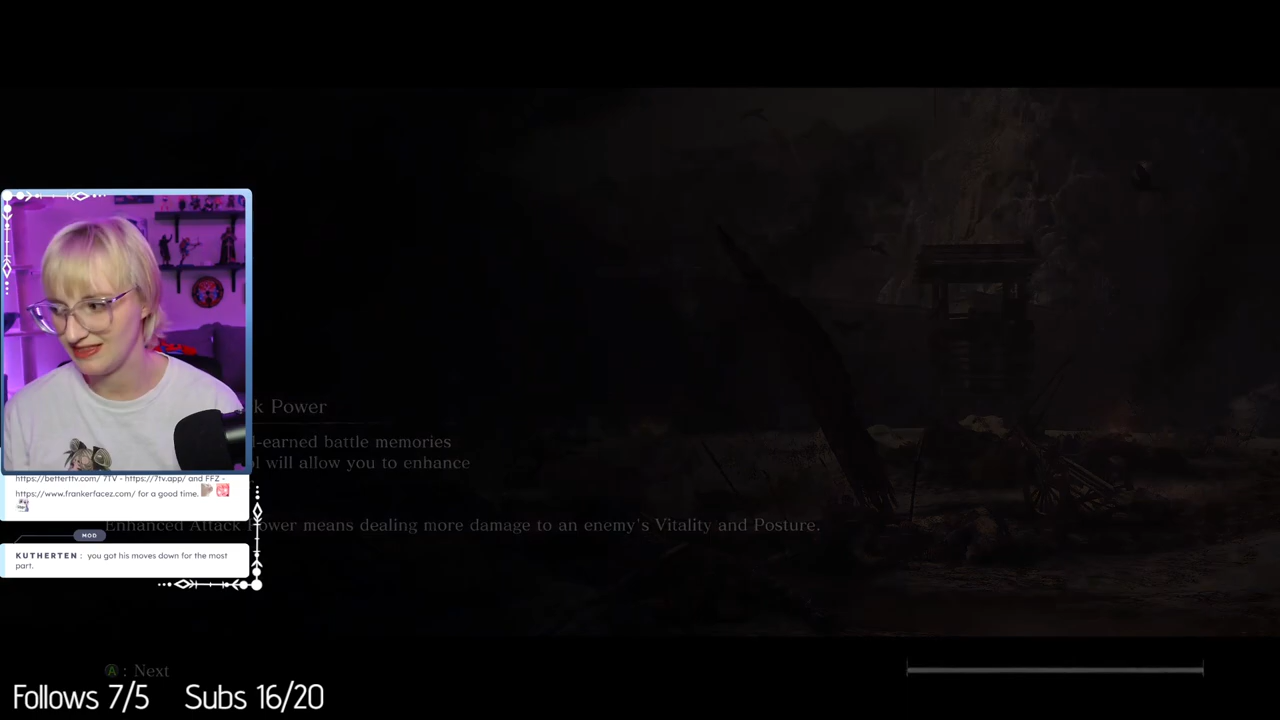 k Power
l-earned battle memories
ol will allow you to enhance
https://betterttv.com/ 7TV - https://7tv.app/ and FFZ -
https://www.frankerfacez.com/ for a good time.
Enhanced Attack Power means dealing more damage to an enemy's Vitality and Posture.
MOD
KUTHERTEN : you got his moves down for the most
part.
A : Next
Follows 7/5 Subs 16/20